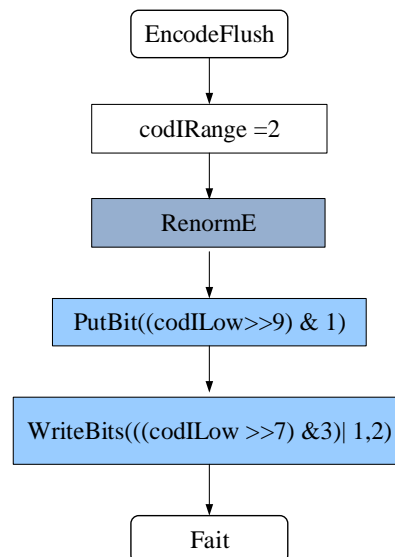 EncodeFlush
codIRange =2
RenormE
PutBit((codILow>>9) & 1)
WriteBits(((codILow >>7) &3)| 1,2)
Fait